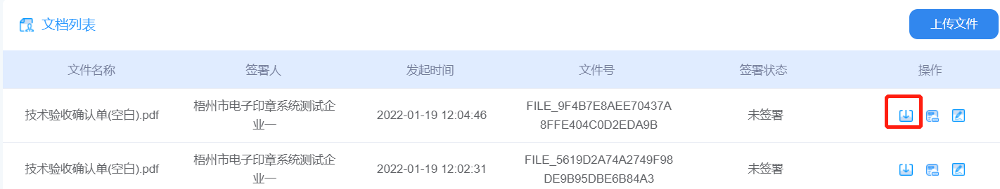 文档列表
上传文件
文件名称 签署人 发起时间 文件号 签署状态 操作
技术验收确认单(空白).pdf
梧州市电子印章系统测试企
业一
2022-01-19 12:04:46
FILE_9F4B7E8AEE70437A
8FFE404C0D2EDA9B
未签署
技术验收确认单(空白).pdf
梧州市电子印章系统测试企
业一
2022-01-19 12:02:31
FILE_5619D2A74A2749F98
DE9B95DBE6B84A3
未签署